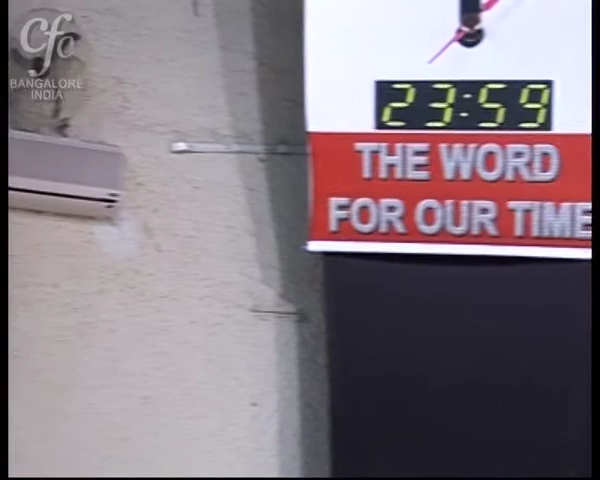 cfc
BANGALORE
INDIA
23:59
THE WORD
FOR OUR TIME